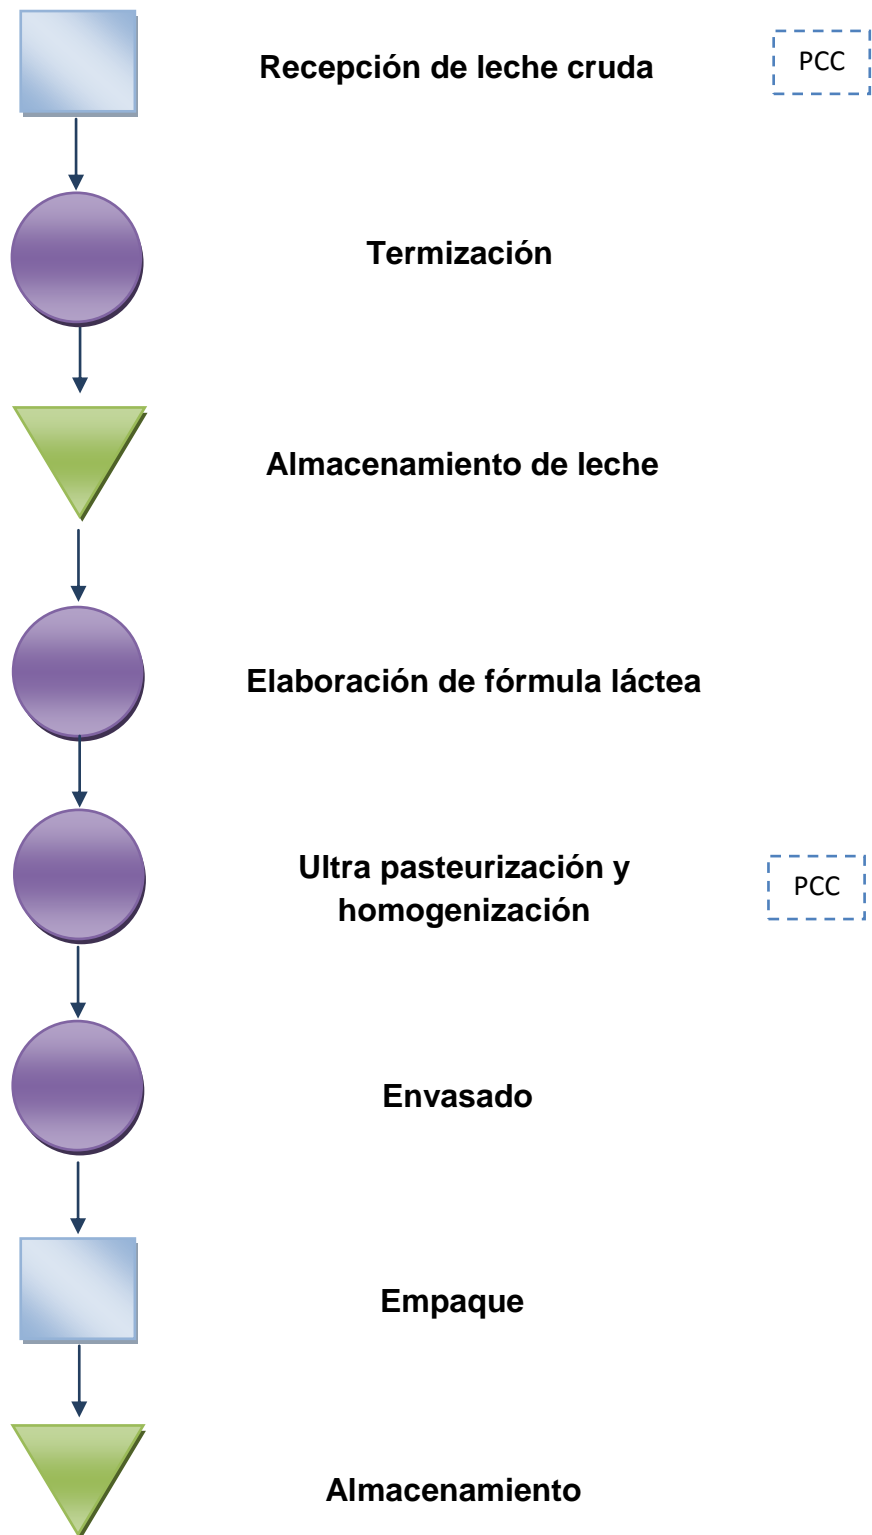 Recepción de leche cruda
PCC
Termización
Almacenamiento de leche
Elaboración de fórmula láctea
Ultra pasteurización y
homogenización
PCC
Envasado
Empaque
Almacenamiento